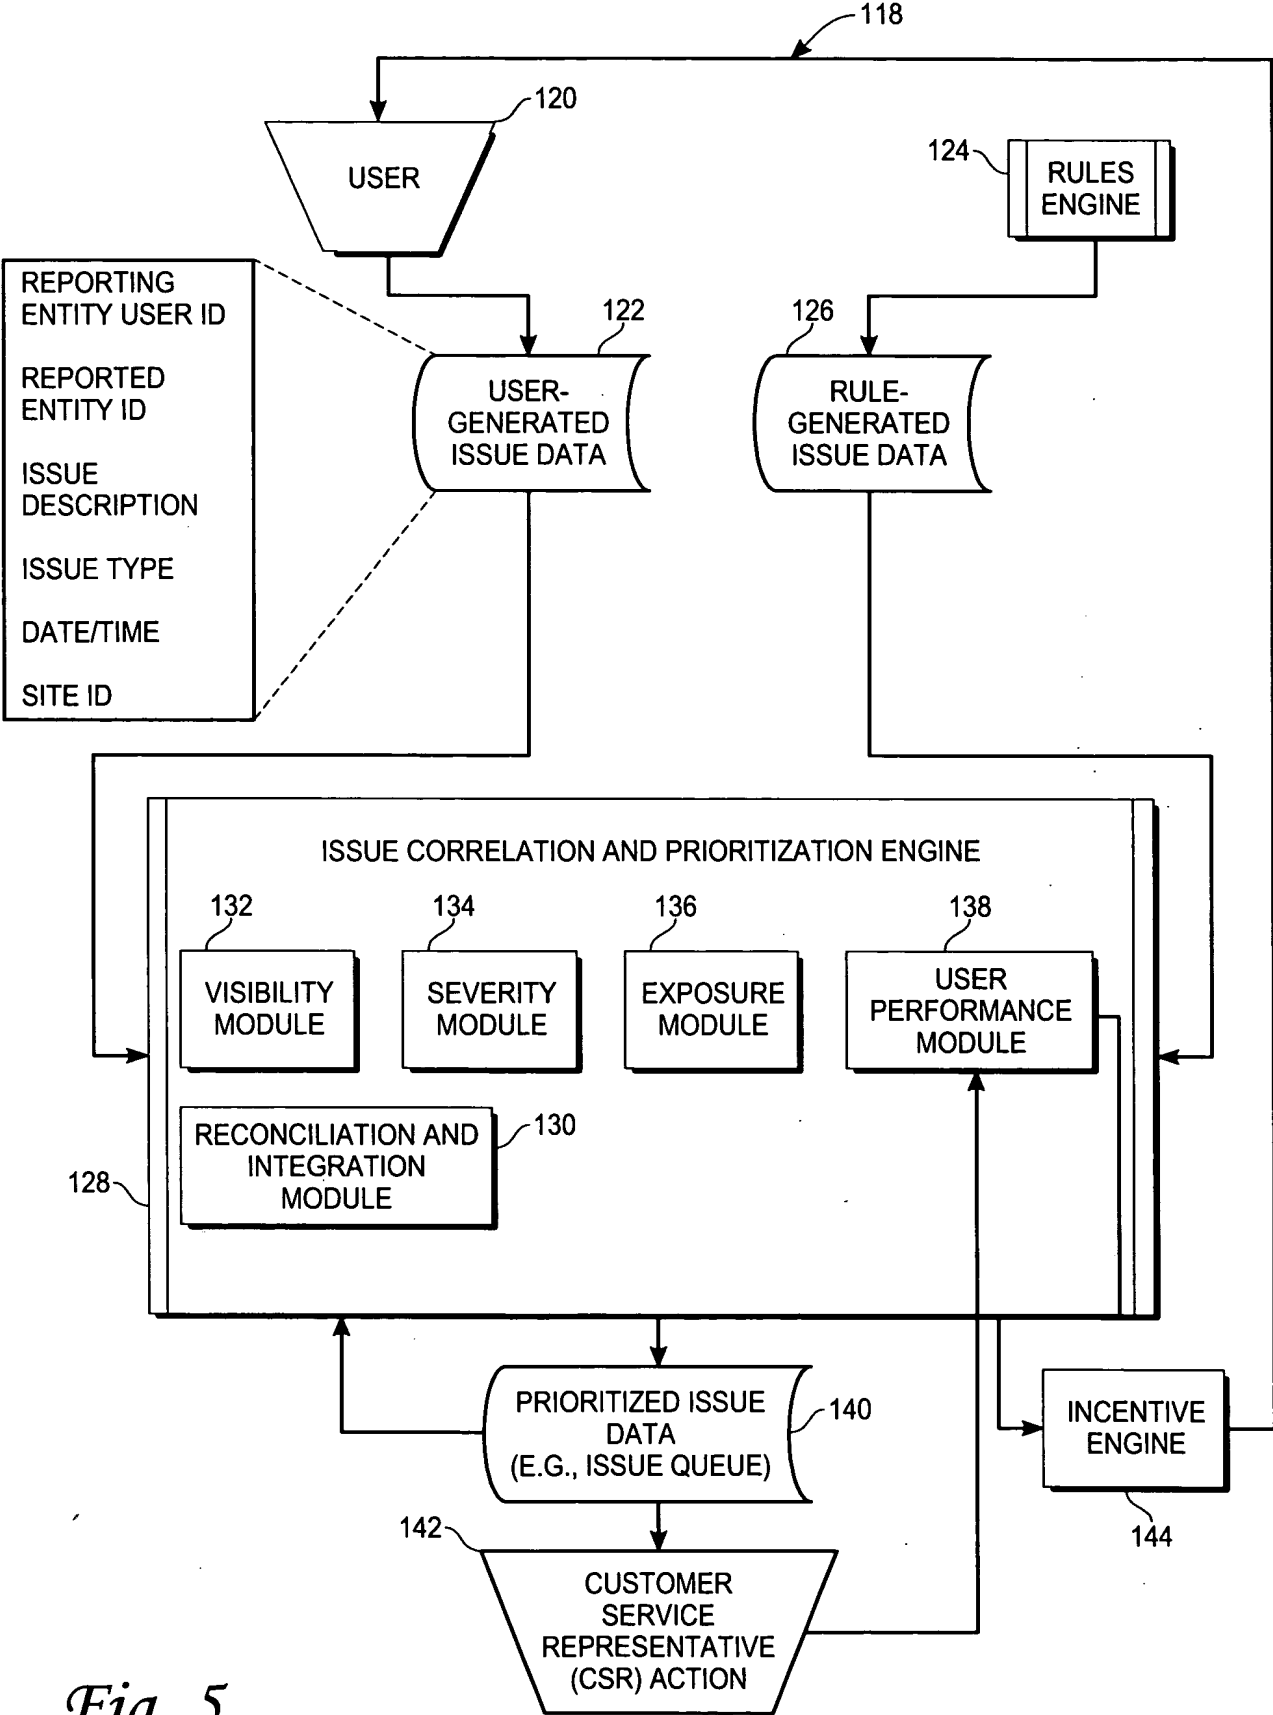 118
120
USER
124
RULES
ENGINE
REPORTING
ENTITY USER ID
REPORTED
ENTITY ID
ISSUE
DESCRIPTION
ISSUE TYPE
DATE/TIME
SITE ID
122
USER-
GENERATED
ISSUE DATA
126
RULE-
GENERATED
ISSUE DATA
ISSUE CORRELATION AND PRIORITIZATION ENGINE
132
VISIBILITY
MODULE
134
SEVERITY
MODULE
136
EXPOSURE
MODULE
138
USER
PERFORMANCE
MODULE
RECONCILIATION AND
INTEGRATION
MODULE
130
128
PRIORITIZED ISSUE
DATA
(E.G., ISSUE QUEUE)
140
INCENTIVE
ENGINE
144
142
CUSTOMER
SERVICE
REPRESENTATIVE
(CSR) ACTION
Fig. 5